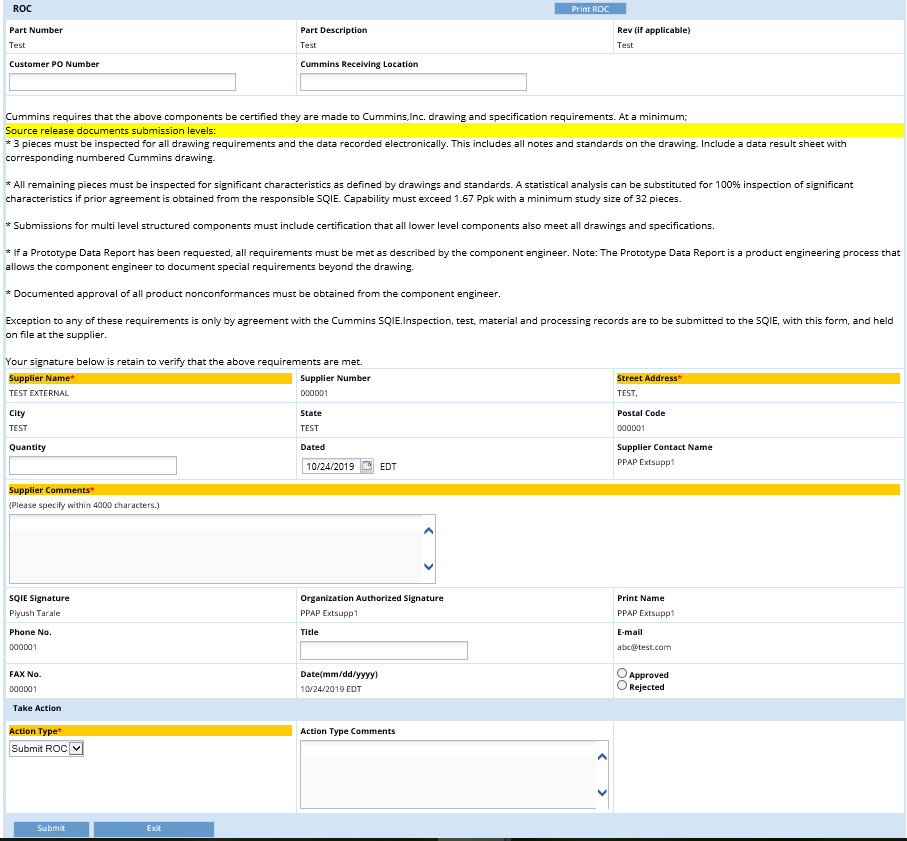 ROC
Print ROC
Part Number
Part Description
Rev (if applicable)
Test
Test
Test
Customer PO Number
Cummins Receiving Location
Cummins requires that the above components be certified they are made to Cummins,Inc. drawing and specification requirements. At a minimum;
Source release documents submission levels:
* 3 pieces must be inspected for all drawing requirements and the data recorded electronically. This includes all notes and standards on the drawing. Include a data result sheet with
corresponding numbered Cummins drawing.
* All remaining pieces must be inspected for significant characteristics as defined by drawings and standards. A statistical analysis can be substituted for 100% inspection of significant
characteristics if prior agreement is obtained from the responsible SQIE. Capability must exceed 1.67 Ppk with a minimum study size of 32 pieces.
* Submissions for multi level structured components must include certification that all lower level components also meet all drawings and specifications.
* If a Prototype Data Report has been requested, all requirements must be met as described by the component engineer. Note: The Prototype Data Report is a product engineering process that
allows the component engineer to document special requirements beyond the drawing.
* Documented approval of all product nonconformances must be obtained from the component engineer.
Exception to any of these requirements is only by agreement with the Cummins SQIE.Inspection, test, material and processing records are to be submitted to the SQIE, with this form, and held
on file at the supplier.
Your signature below is retain to verify that the above requirements are met.
Supplier Name*
Supplier Number
Street Address*
TEST EXTERNAL
000001
TEST,
City
State
Postal Code
TEST
TEST
000001
Quantity
Dated
Supplier Contact Name
10/24/2019 EDT
PPAP Extsupp1
Supplier Comments*
(Please specify within 4000 characters.)
SQIE Signature
Organization Authorized Signature
Print Name
Piyush Tarale
PPAP Extsupp1
PPAP Extsupp1
Phone No.
Title
E-mail
000001
abc@test.com
FAX No.
Date(mm/dd/yyyy)
Approved
000001
10/24/2019 EDT
Rejected
Take Action
Action Type*
Action Type Comments
Submit ROC
Submit
Exit